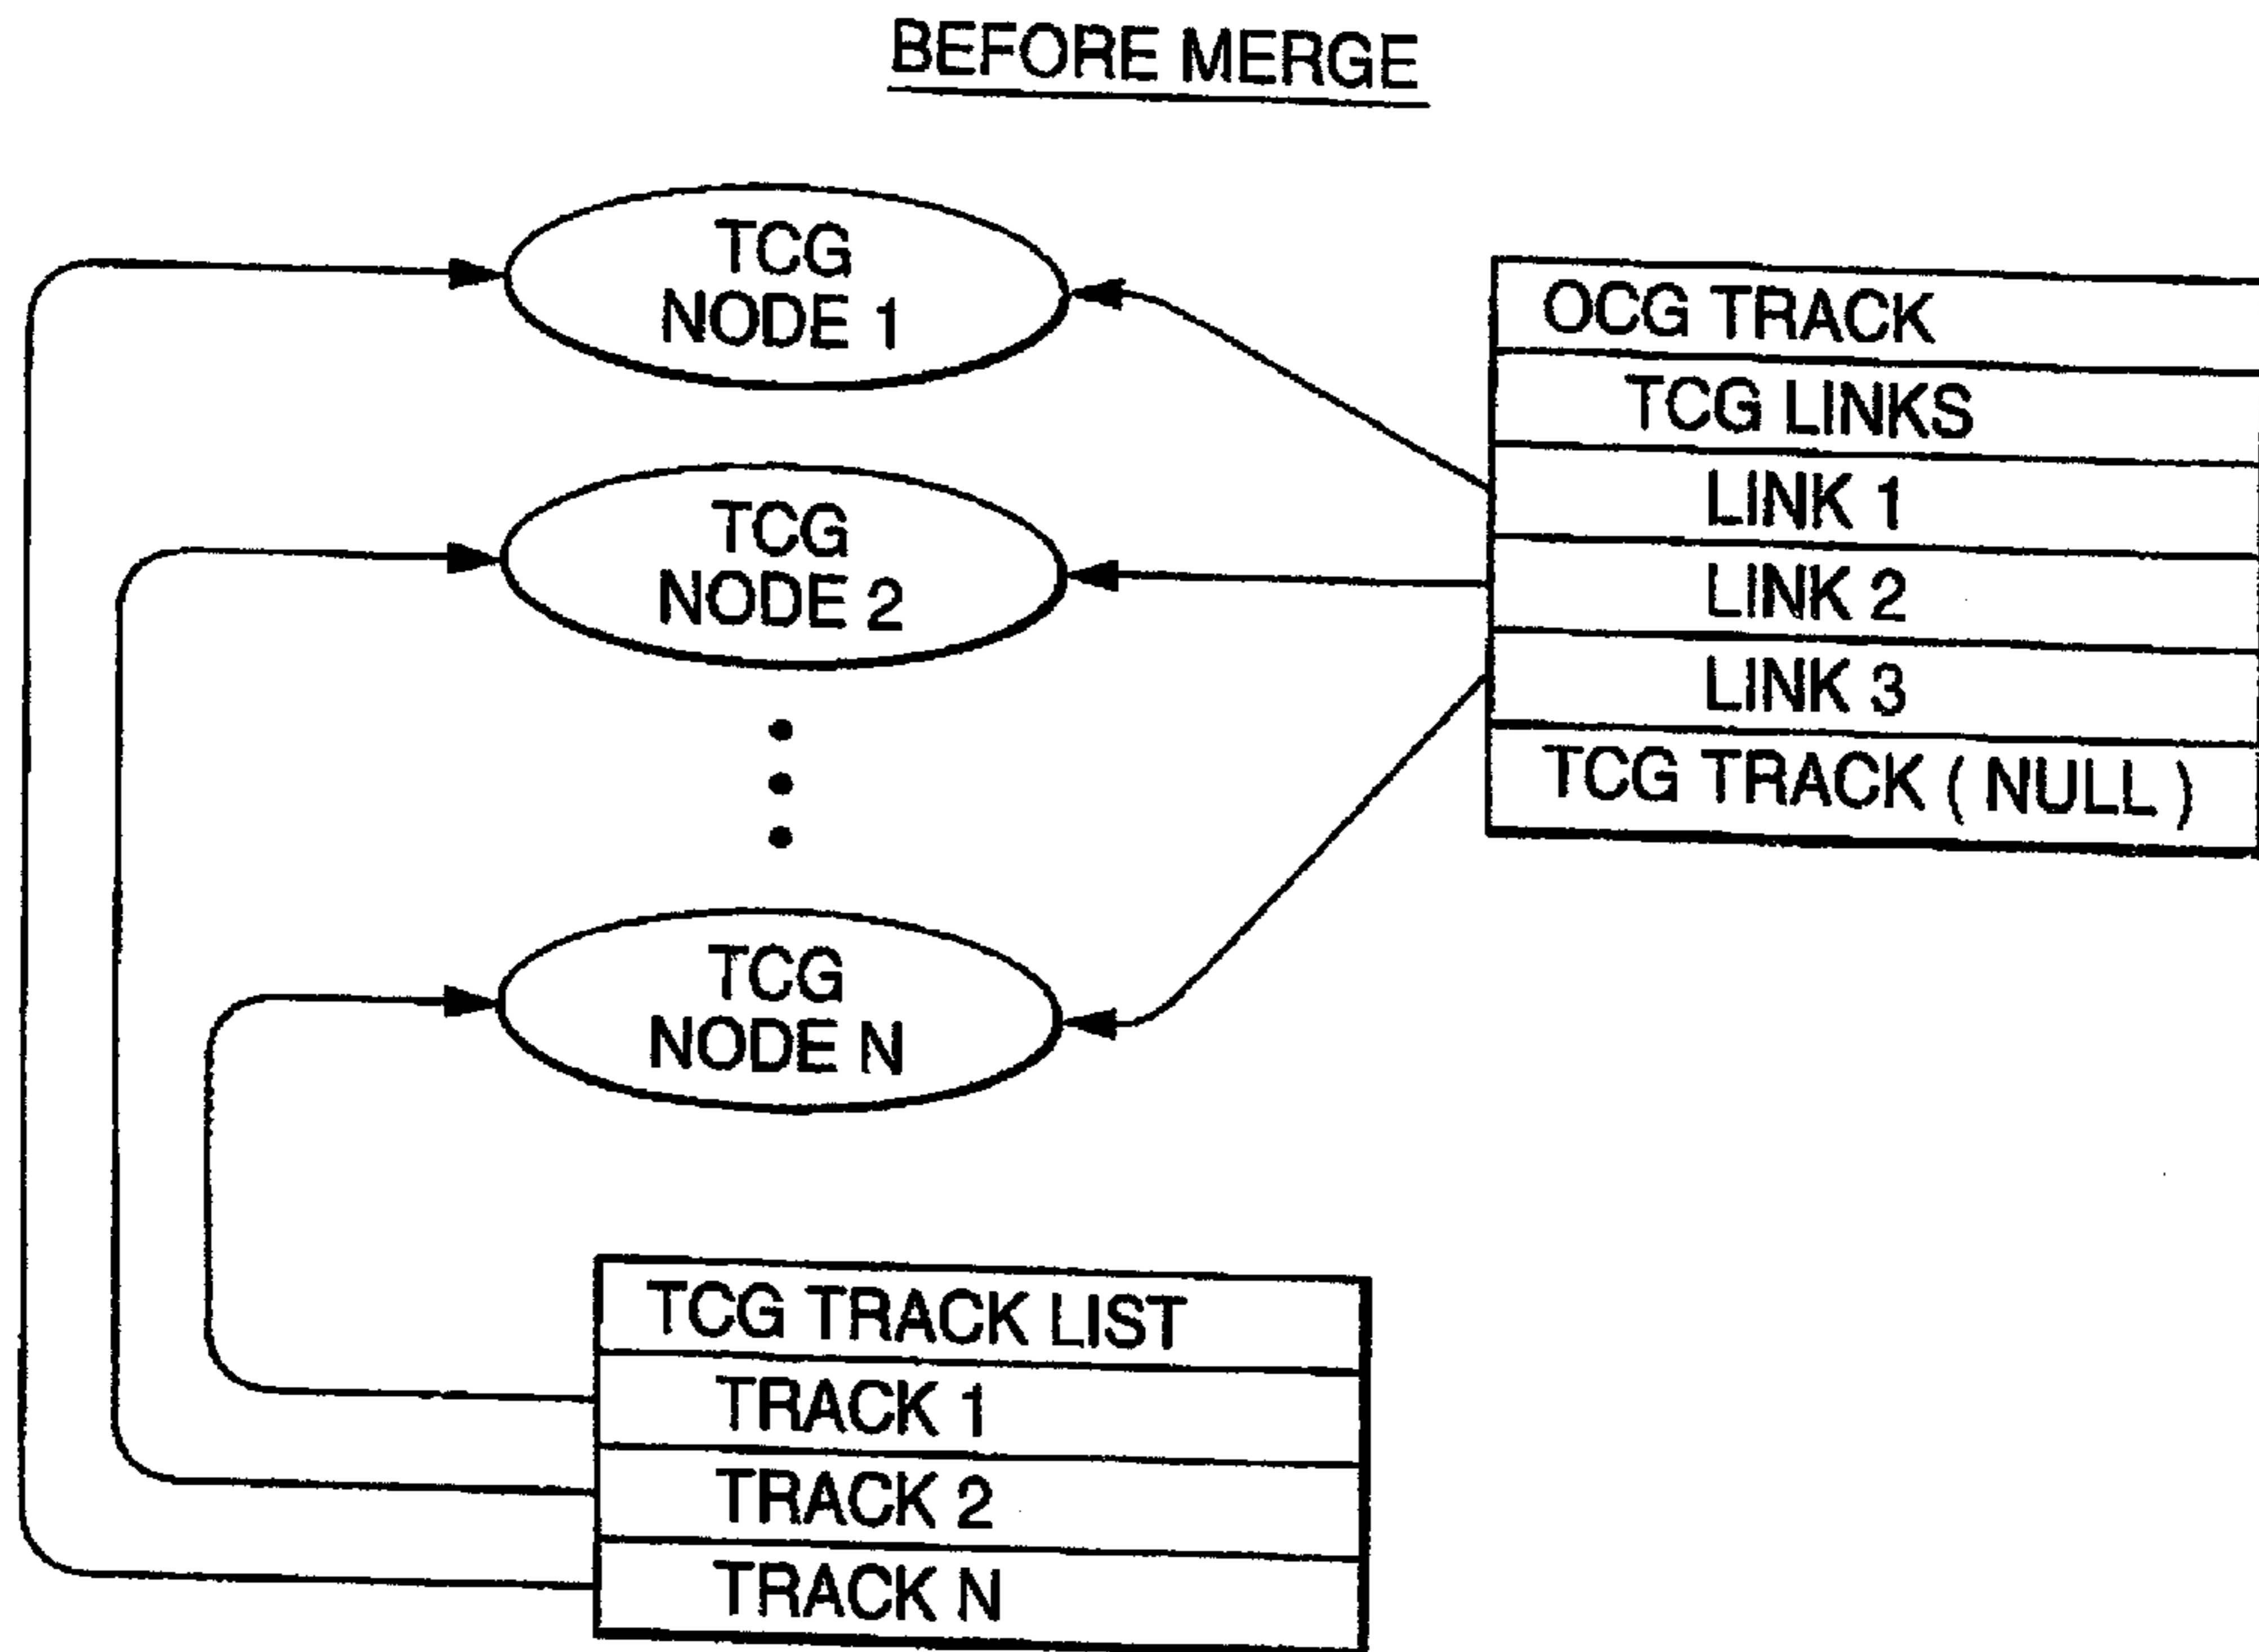 BEFORE MERGE
TCG
NODE 1
TCG
NODE 2
TCG
NODE N
OCG TRACK
TCG LINKS
LINK 1
LINK 2
LINK 3
TCG TRACK ( NULL )
TCG TRACK LIST
TRACK 1
TRACK 2
TRACK N